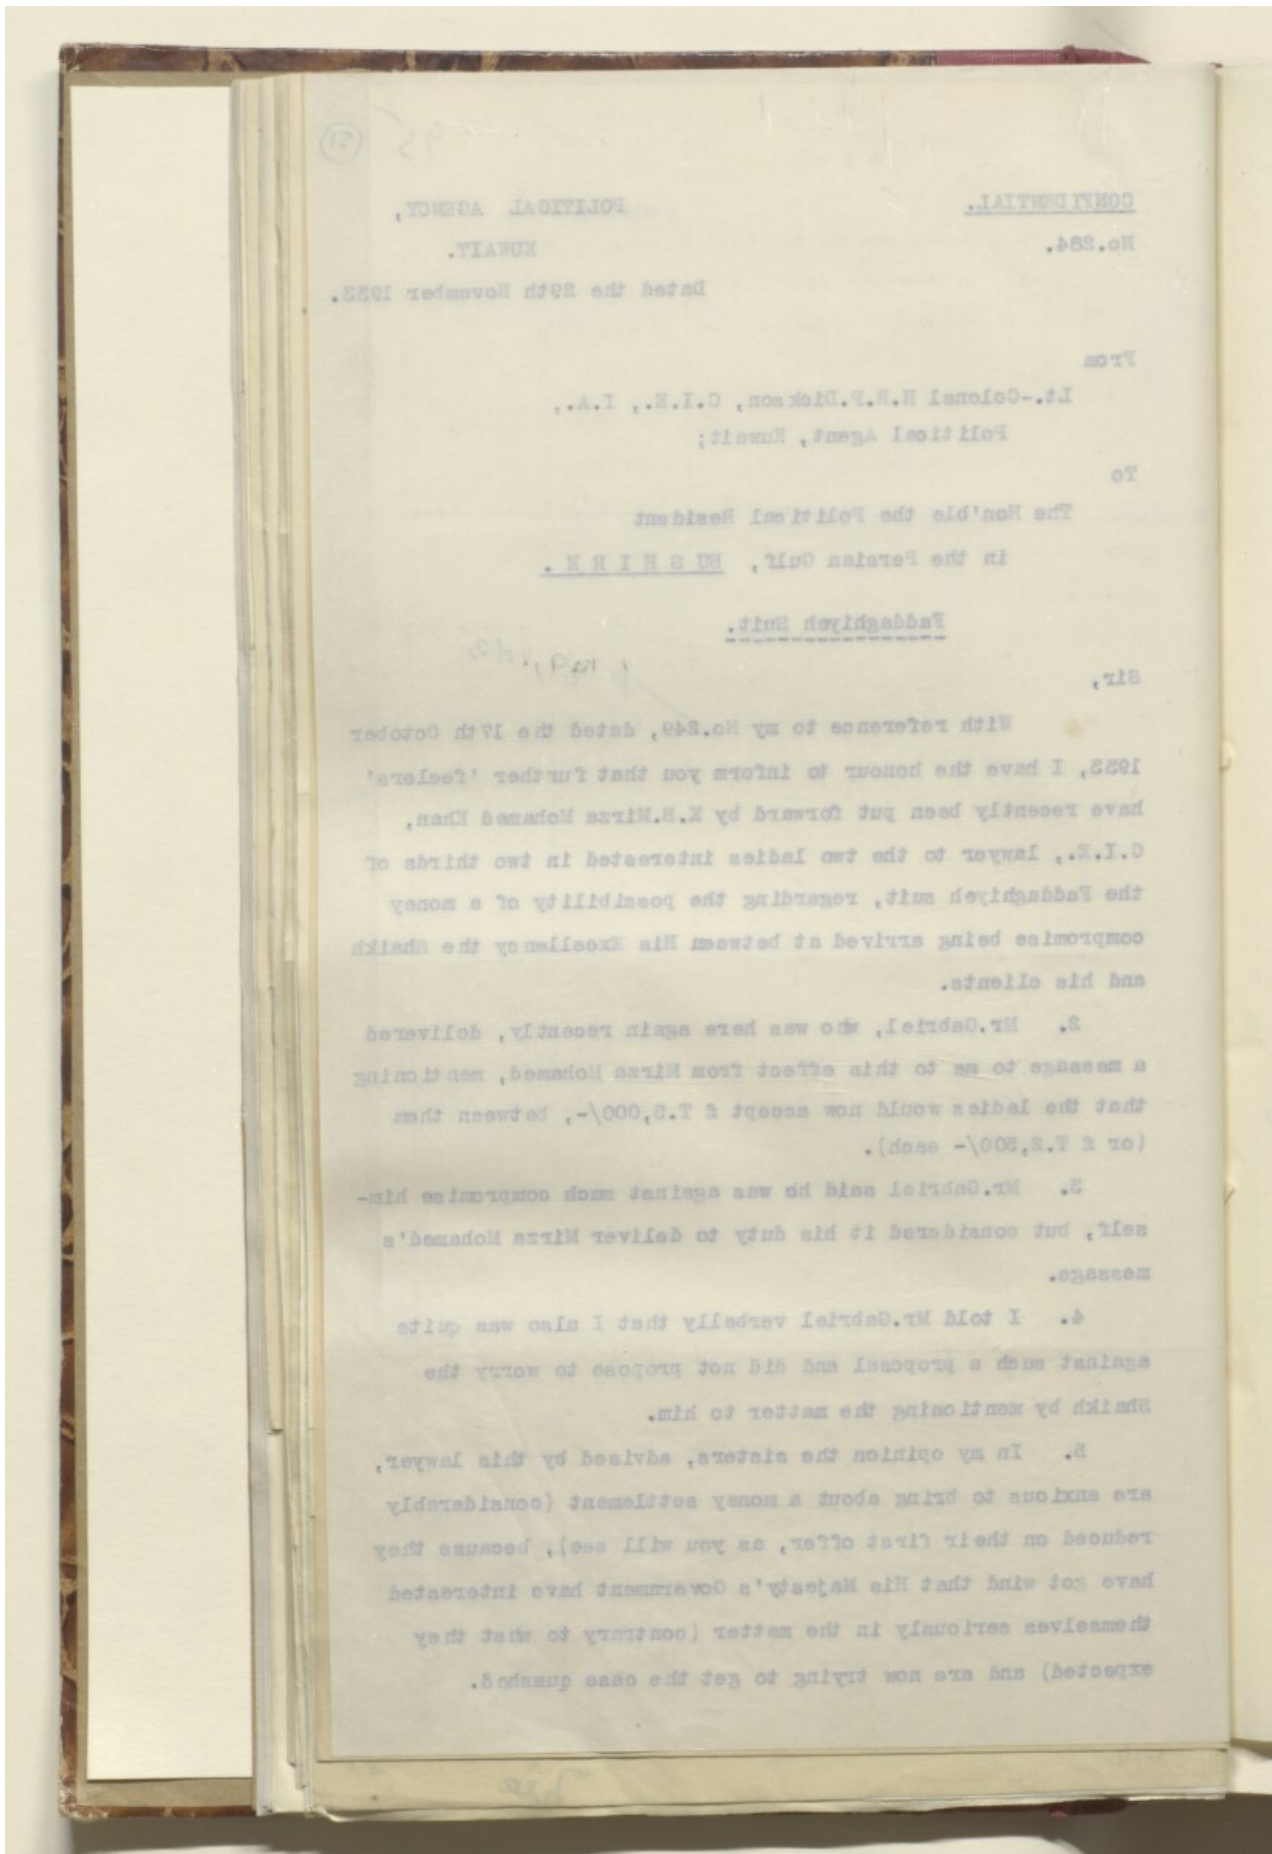 CONFIDENTIAL.
No.284.
POLITICAL AGENCY,
KUWAIT.
Dated the 29th November 1933.
From
Lt.-Colonel H.R.P.Dickson, C.I.E., I.A.,
Political Agent, Kuwait;
To
The Hon'ble the Political Resident
in the Persian Gulf, BUSHIRE.
Faddaghiyeh Suit.
Sir,
With reference to my No.249, dated the 17th October
1933, I have the honour to inform you that further 'feelers'
have recently been put forward by K.B.Mirza Mohamed Khan,
C.I.E., lawyer to the two ladies interested in two thirds of
the Faddaghiyeh suit, regarding the possibility of a money
compromise being arrived at between His Excellency the Shaikh
and his clients.
2. Mr.Gabriel, who was here again recently, delivered
a message to me to this effect from Mirza Mohamed, mentioning
that the ladies would now accept £ T.5,000/-, between them
(or £ T.2,500/- each).
3. Mr.Gabriel said he was against such compromise him-
self, but considered it his duty to deliver Mirza Mohamed's
message.
4. I told Mr.Gabriel verbally that I also was quite
against such a proposal and did not propose to worry the
Shaikh by mentioning the matter to him.
5. In my opinion the sisters, advised by this lawyer,
are anxious to bring about a money settlement (considerably
reduced on their first offer, as you will see), because they
have got wind that His Majesty's Government have interested
themselves seriously in the matter (contrary to what they
expected) and are now trying to get the case quashed.